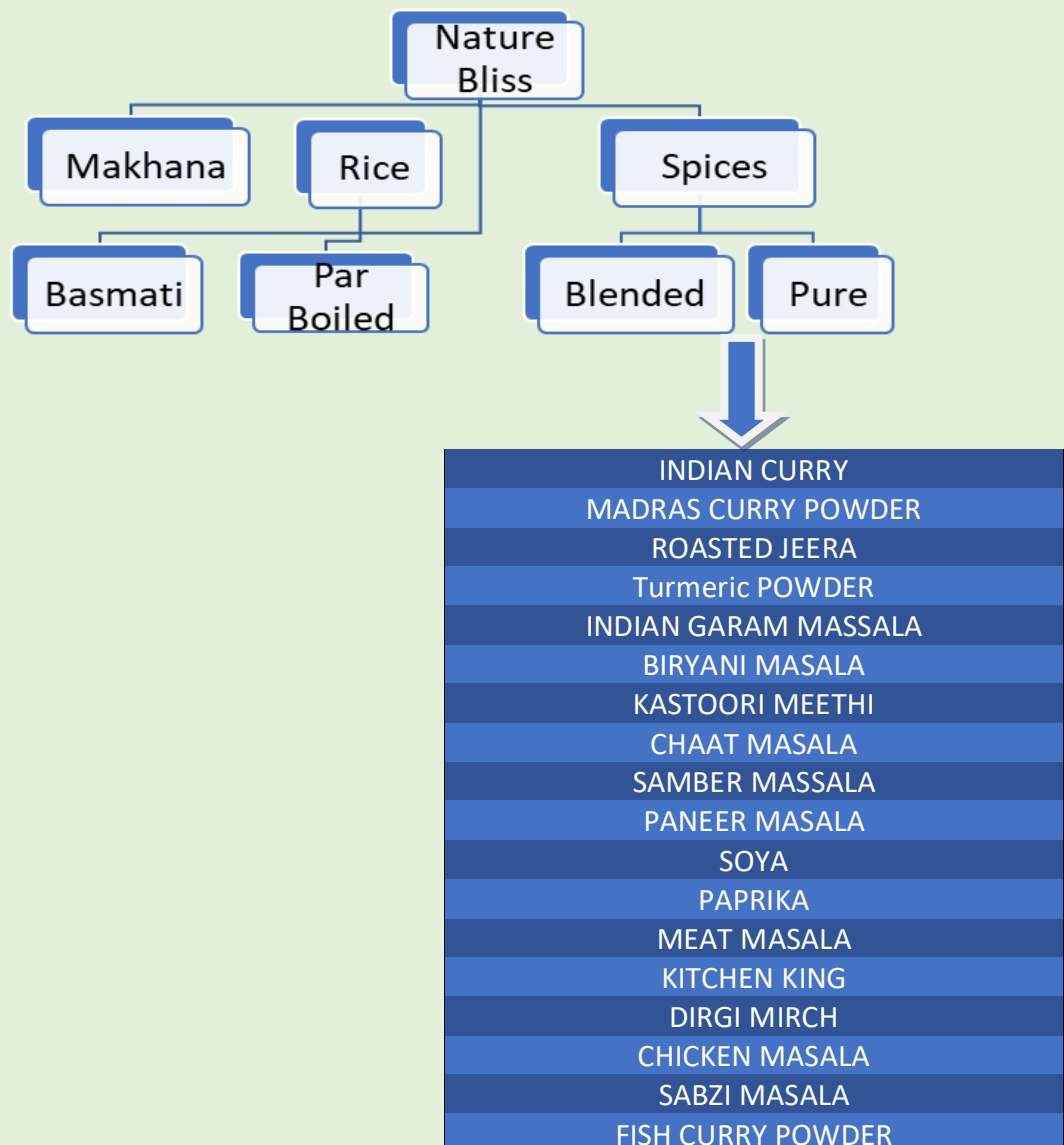 Nature
Bliss
Makhana
Rice
Spices
Basmati
Par
Boiled
Blended
Pure
INDIAN CURRY
MADRAS CURRY POWDER
ROASTED JEERA
Turmeric POWDER
INDIAN GARAM MASSALA
BIRYANI MASALA
KASTOORI MEETHI
CHAAT MASALA
SAMBER MASSALA
PANEER MASALA
SOYA
PAPRIKA
MEAT MASALA
KITCHEN KING
DIRGI MIRCH
CHICKEN MASALA
SABZI MASALA
FISH CURRY POWDER